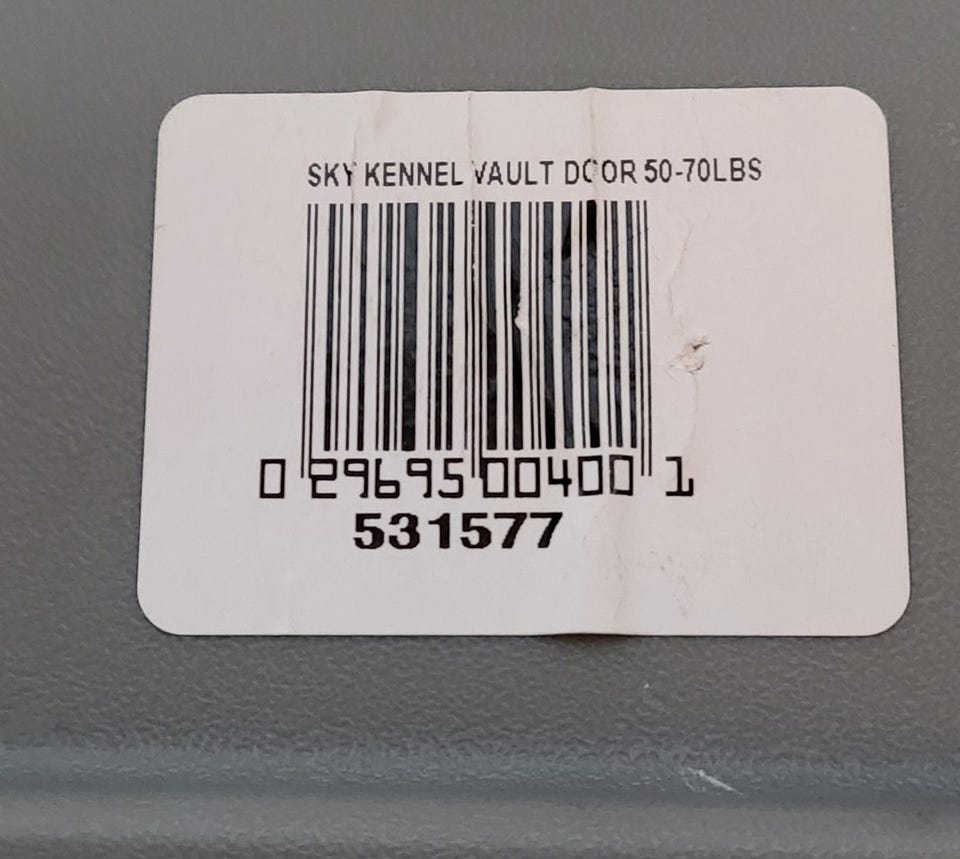 SKY KENNEL VAULT DOOR 50-70LBS
0 29695 00400 1
531577